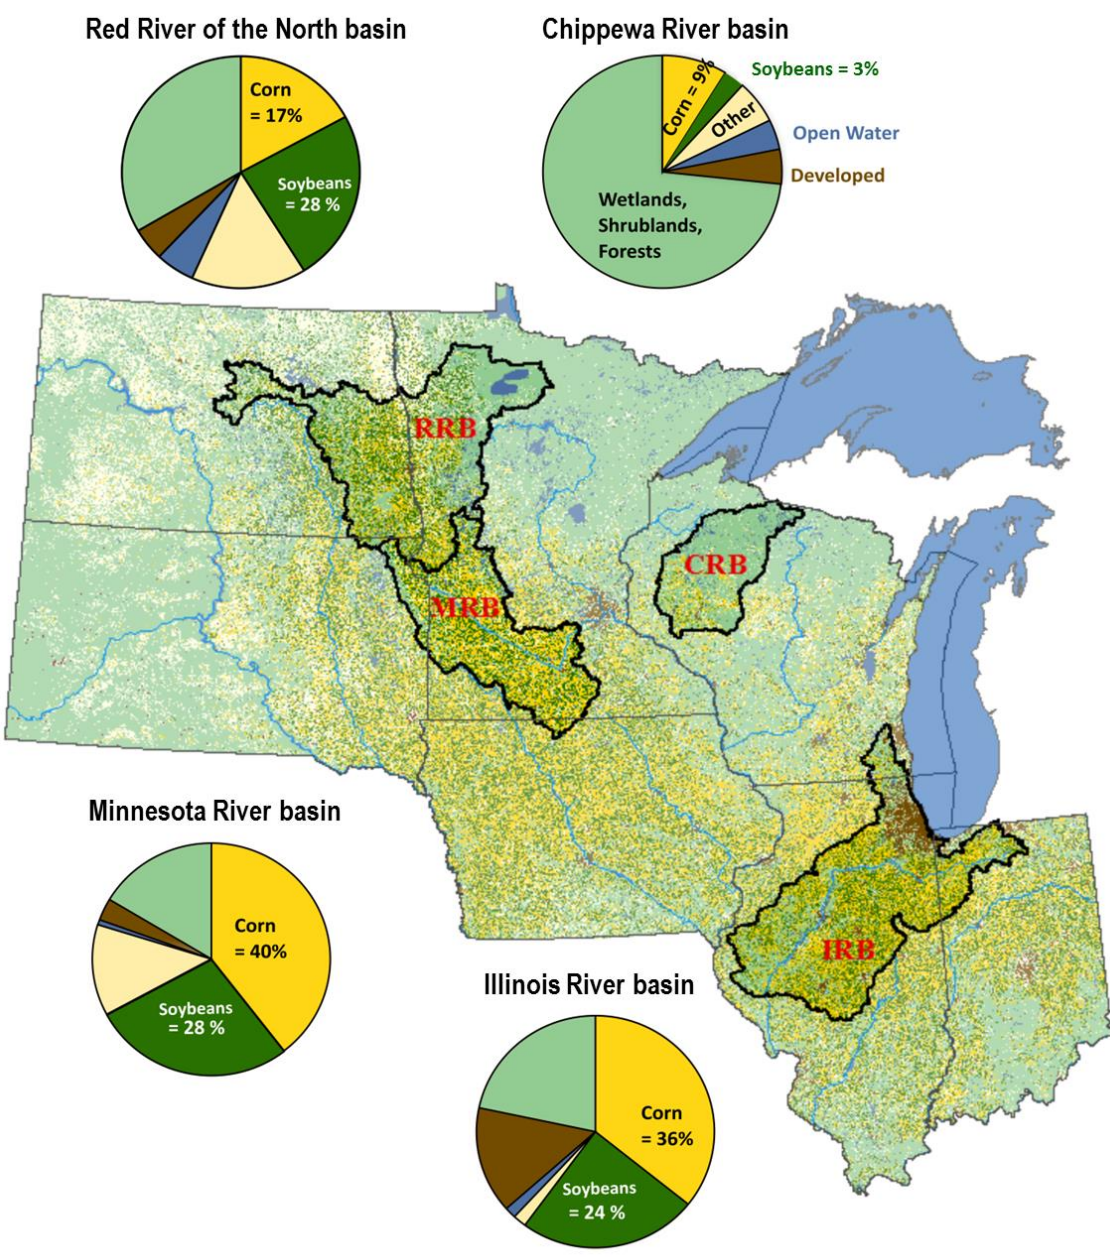 Red River of the North basin
Chippewa River basin
Corn
= 17%
Soybeans
= 28 %
Corn = 9%
Soybeans = 3%
Other
Open Water
Developed
Wetlands,
Shrublands,
Forests
RRB
CRB
MRB
IRB
Minnesota River basin
Corn
= 40%
Soybeans
= 28 %
Illinois River basin
Corn
= 36%
Soybeans
= 24 %